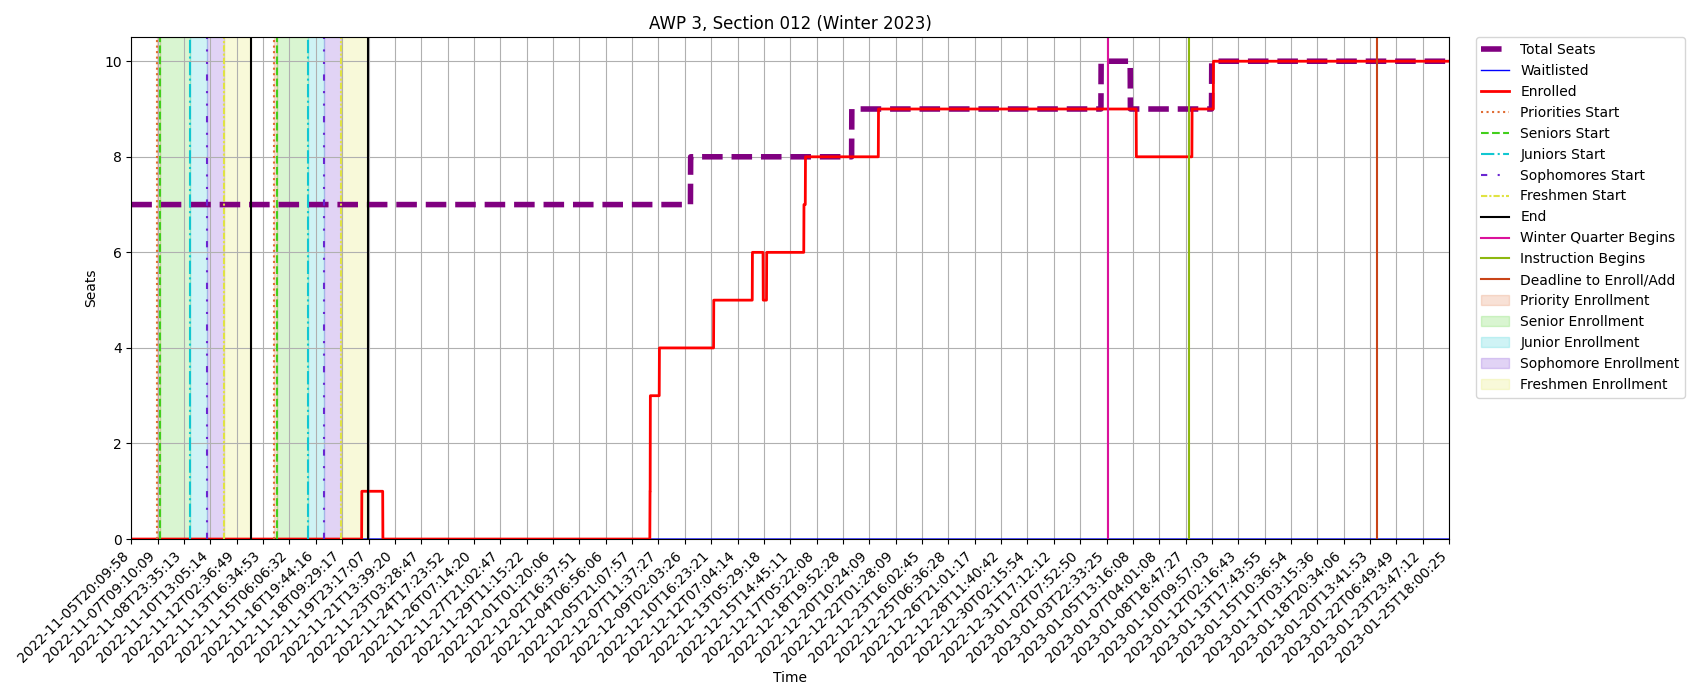 AWP 3, Section 012 (Winter 2023)
Seats
10
8
6
4
2
0
2022-11-05T20:09:58
2022-11-07T09:10:09
2022-11-08T23:35:13
2022-11-10T13:05:14
2022-11-12T02:36:49
2022-11-13T16:34:53
2022-11-15T06:06:32
2022-11-16T19:44:16
2022-11-18T09:29:17
2022-11-19T23:17:07
2022-11-21T13:39:20
2022-11-23T03:28:47
2022-11-24T17:23:52
2022-11-26T07:14:20
2022-11-27T21:02:47
2022-11-29T11:15:22
2022-12-01T01:20:06
2022-12-02T16:37:51
2022-12-04T06:56:06
2022-12-05T21:07:57
2022-12-07T11:37:27
2022-12-09T02:03:26
2022-12-10T16:23:21
2022-12-12T07:04:14
2022-12-13T05:29:18
2022-12-15T14:45:11
2022-12-17T05:22:08
2022-12-18T19:52:28
2022-12-20T10:24:09
2022-12-22T01:28:09
2022-12-23T16:02:45
2022-12-25T06:36:28
2022-12-26T21:01:17
2022-12-28T11:40:42
2022-12-30T02:15:54
2022-12-31T17:12:12
2023-01-02T07:52:50
2023-01-03T22:33:25
2023-01-05T13:16:08
2023-01-07T04:01:08
2023-01-08T18:47:27
2023-01-10T09:57:03
2023-01-12T02:16:43
2023-01-13T17:43:55
2023-01-15T10:36:54
2023-01-17T03:15:36
2023-01-18T20:34:06
2023-01-20T13:41:53
2023-01-22T06:49:49
2023-01-23T23:47:12
2023-01-25T18:00:25
Time
Total Seats
Waitlisted
Enrolled
Priorities Start
Seniors Start
Juniors Start
Sophomores Start
Freshmen Start
End
Winter Quarter Begins
Instruction Begins
Deadline to Enroll/Add
Priority Enrollment
Senior Enrollment
Junior Enrollment
Sophomore Enrollment
Freshmen Enrollment